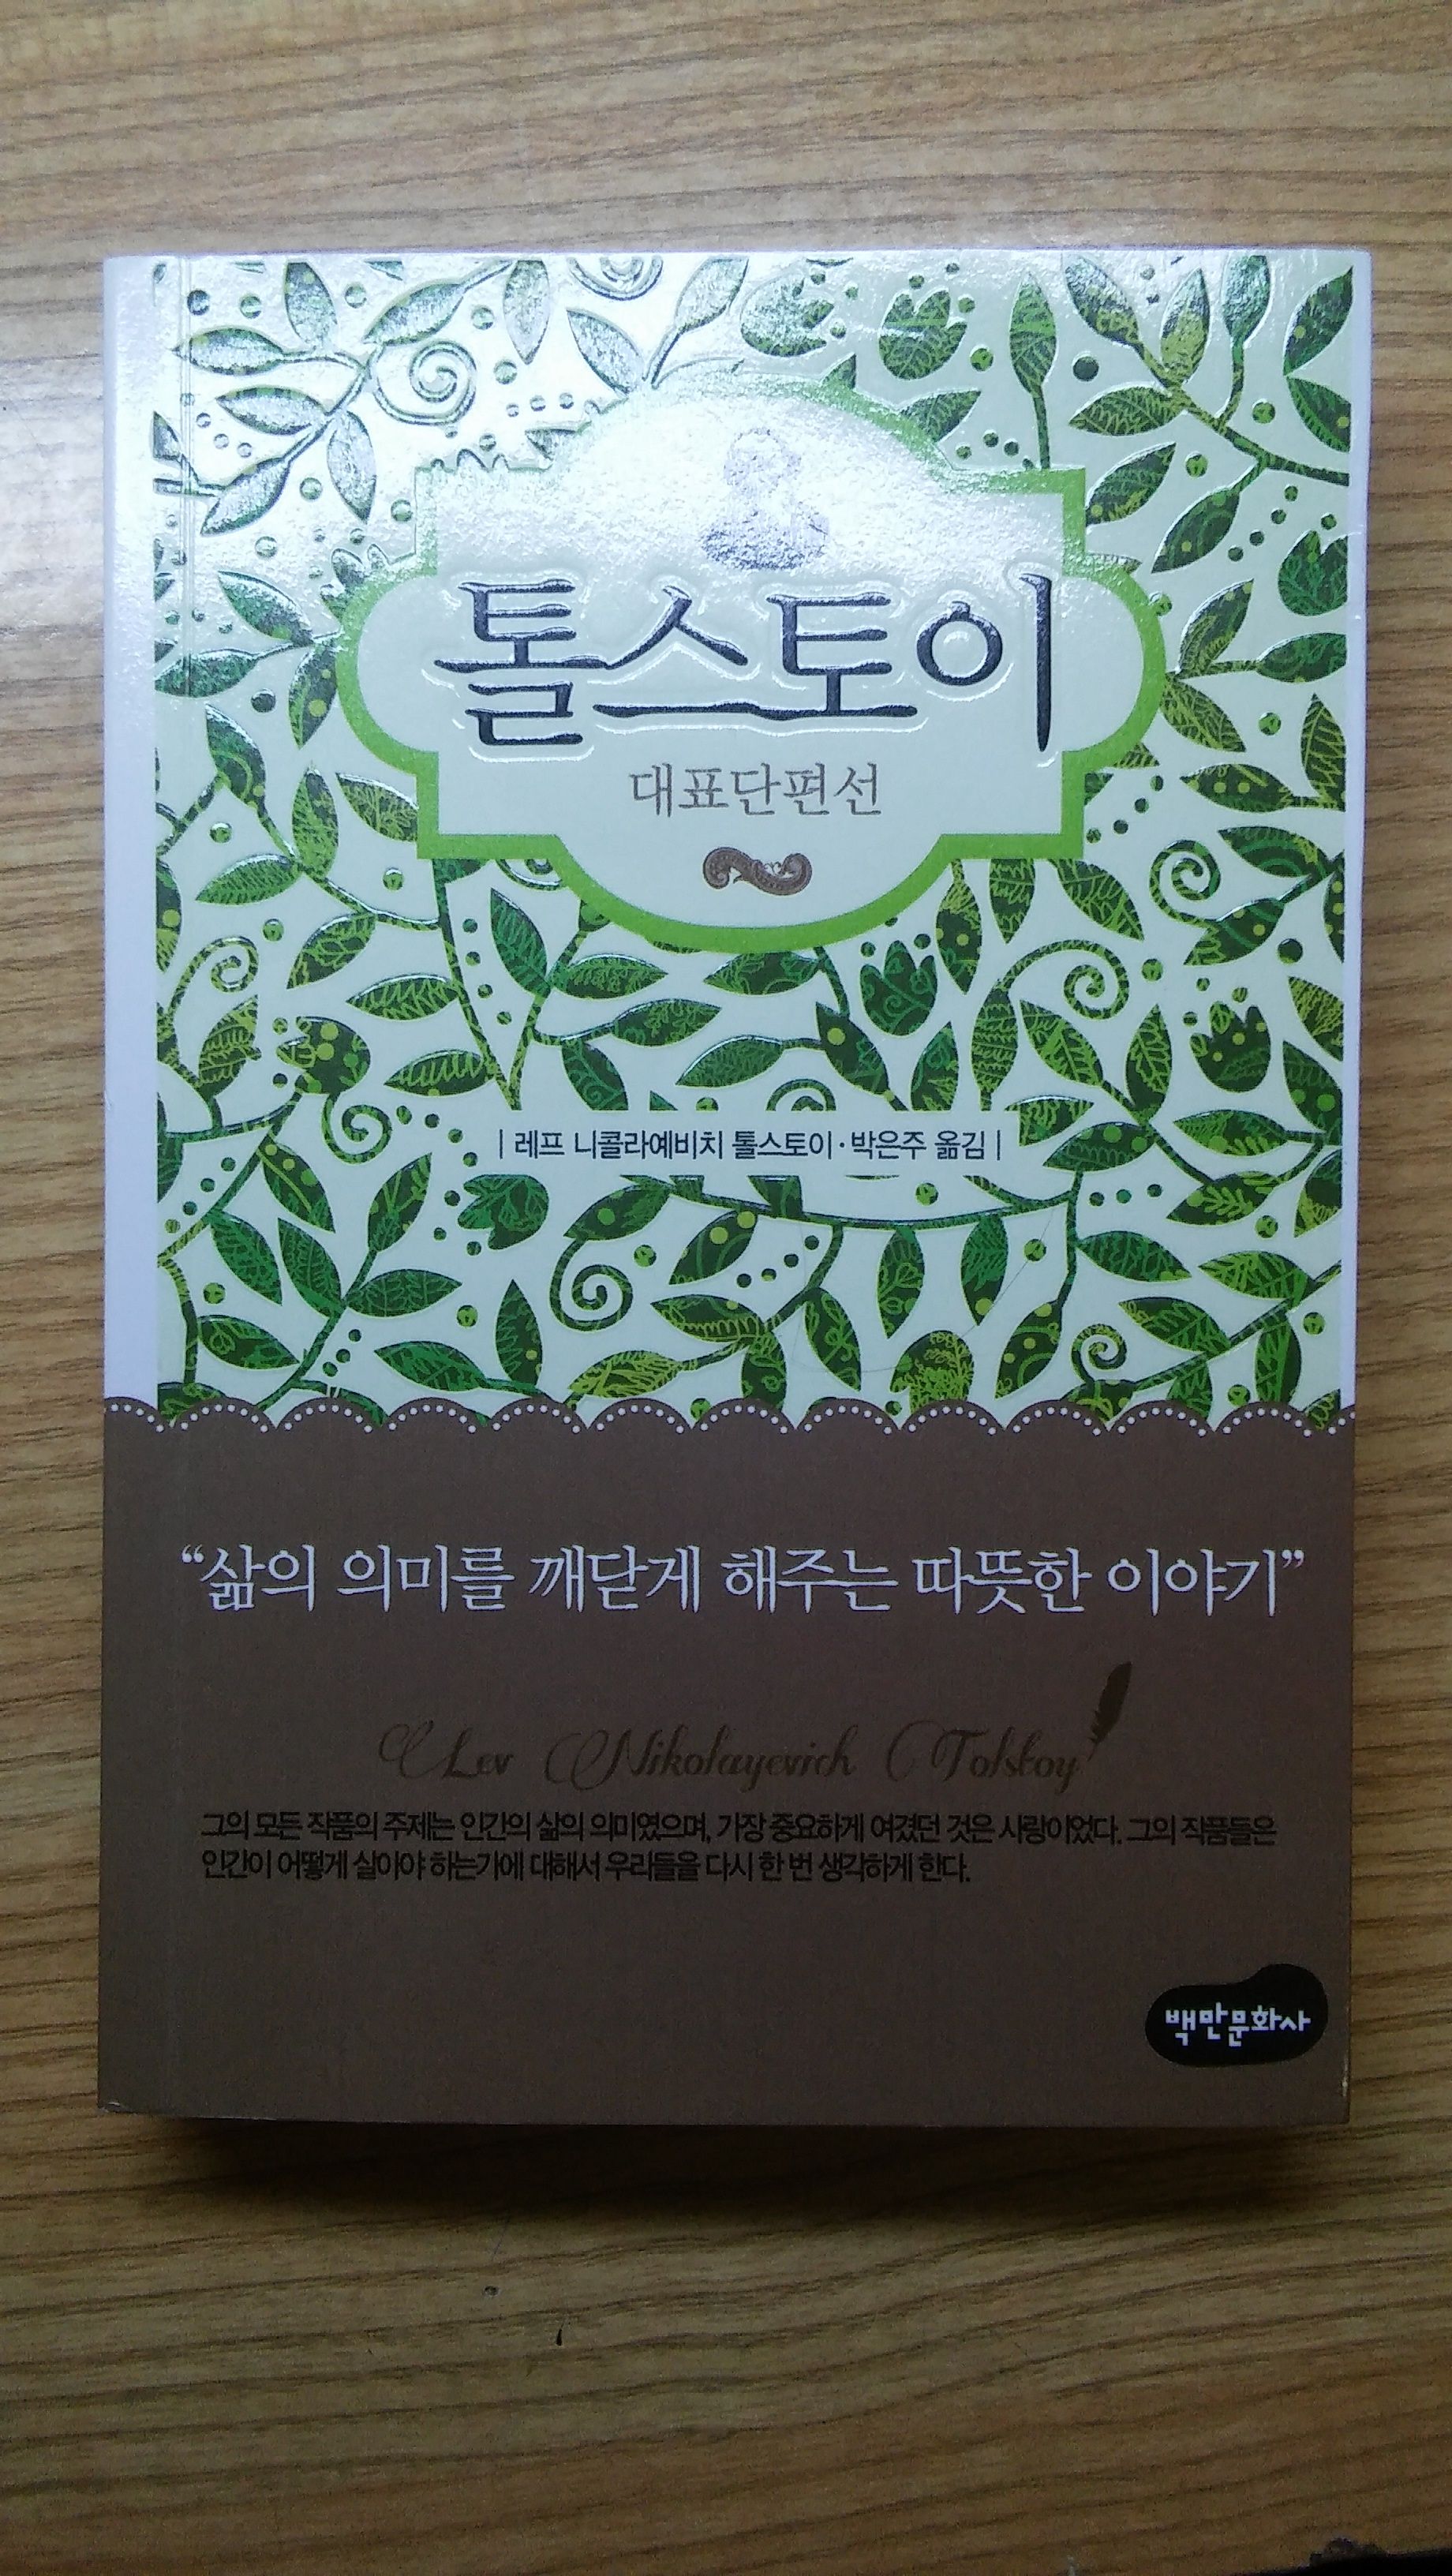 톨스토이
대표단편선
| 레프 니콜라예비치 톨스토이·박은주 옮김 |
“삶의 의미를 깨닫게 해주는 따뜻한 이야기”
Lev Nikolayevich Tolstoy
그의 모든 작품의 주제는 인간의 삶의 의미였으며, 가장 중요하게 여겼던 것은 사랑이었다. 그의 작품들은
인간이 어떻게 살아야 하는가에 대해서 우리들을 다시 한 번 생각하게 한다.
백만문화사